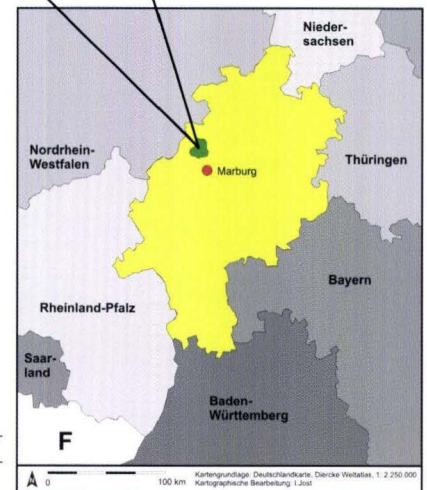 Nieder-
sachsen
Nordrhein-
Westfalen
Thüringen
Marburg
Bayern
Rheinland-Pfalz
Saar-
land
Baden-
Württemberg
F
0
100 km
Kartengrundlage: Deutschlandkarte, Diercke Weltatlas, 1: 2.250.000
Kartographische Bearbeitung: I.Jost